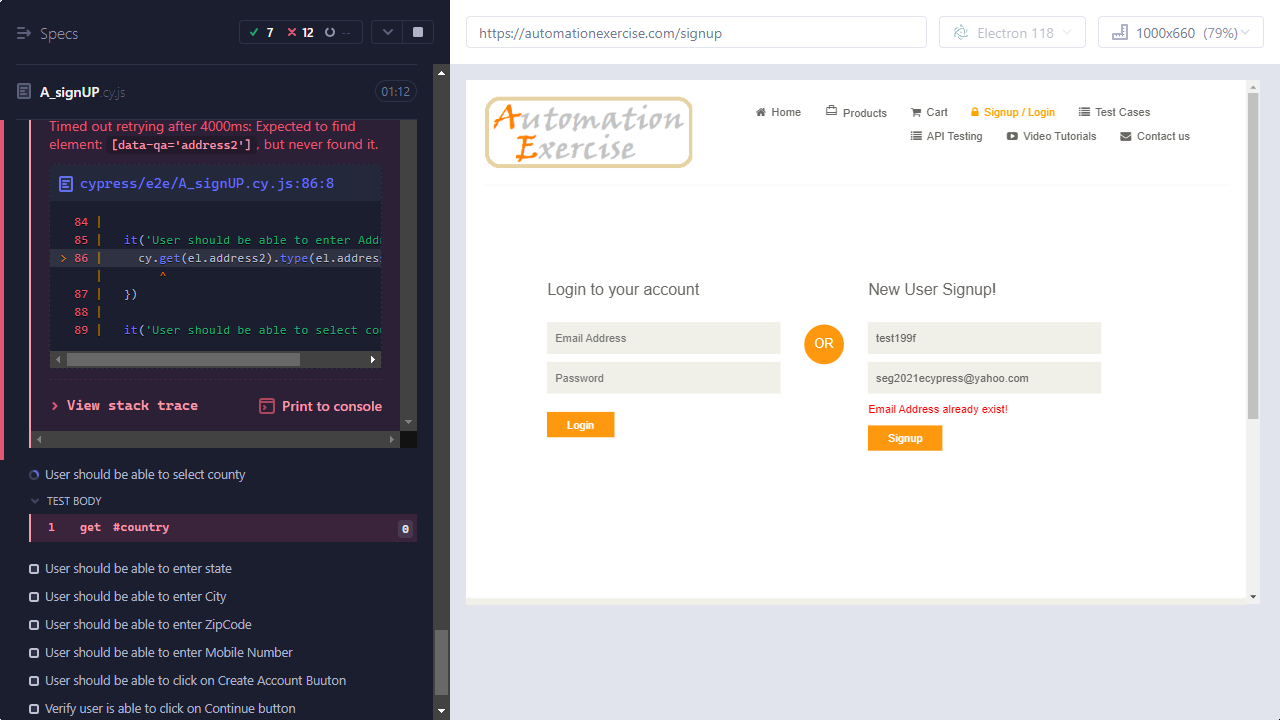 Specs
7 12 --
A_signUP.cy.js
01:12
Timed out retrying after 4000ms: Expected to find
element: [data-qa='address2'], but never found it.
cypress/e2e/A_signUP.cy.js:86:8
84 |
85 | it('User should be able to enter Addr
> 86 | cy.get(el.address2).type(el.address
| ^
87 | })
88 |
89 | it('User should be able to select cou
> View stack trace
Print to console
User should be able to select county
TEST BODY
1 get #country 0
User should be able to enter state
User should be able to enter City
User should be able to enter ZipCode
User should be able to enter Mobile Number
User should be able to click on Create Account Buuton
Verify user is able to click on Continue button
https://automationexercise.com/signup
Electron 118
1000x660 (79%)
Automation
Exercise
Home Products Cart Signup / Login Test Cases
API Testing Video Tutorials Contact us
Login to your account
Email Address
Password
Login
OR
New User Signup!
test199f
seg2021ecypress@yahoo.com
Email Address already exist!
Signup